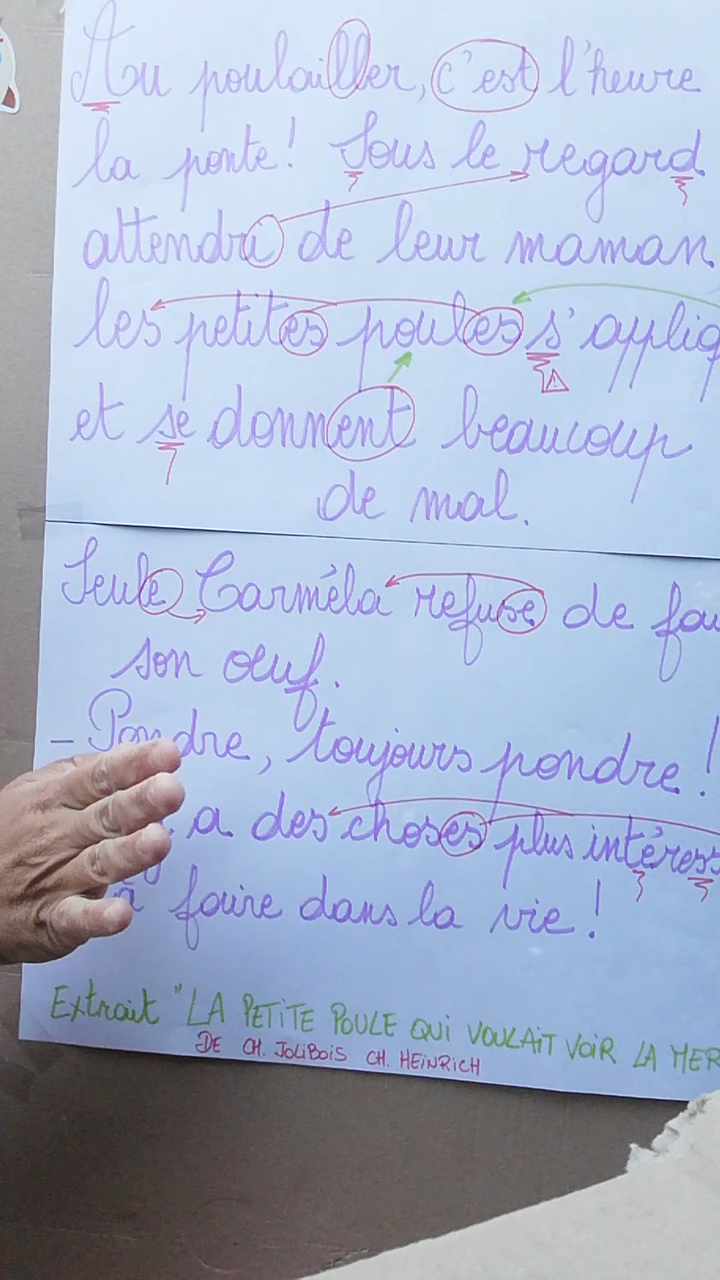 Au poulailler, c'est l'heure
la ponte! Sous le regard
attendri de leur maman
les petites poules s'appliq
et se donnent beaucoup
de mal.
Seule Carméla refuse de fai
son œuf.
- Pondre, toujours pondre!
a des choses plus intéress
à faire dans la vie!
Extrait "LA PETITE POULE QUI VOULAIT VOIR LA MER
DE CH. JOLIBOIS CH. HEINRICH